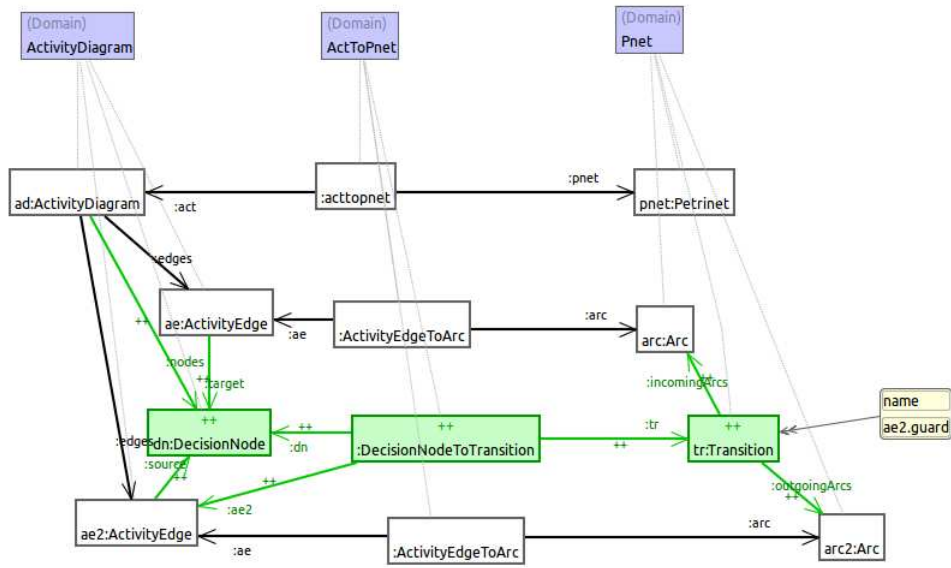 (Domain)
ActivityDiagram
(Domain)
ActToPnet
(Domain)
Pnet
ad:ActivityDiagram
:act
:acttopnet
:pnet
pnet:Petrinet
:edges
ae:ActivityEdge
:ae
:ActivityEdgeToArc
:arc
arc:Arc
++
:nodes
++
:target
++
:incomingArcs
name
ae2.guard
++
dn:DecisionNode
++
:dn
++
:DecisionNodeToTransition
:tr
++
++
tr:Transition
:edges
:source
++
++
:ae2
:outgoingArcs
++
ae2:ActivityEdge
:ae
:ActivityEdgeToArc
:arc
arc2:Arc